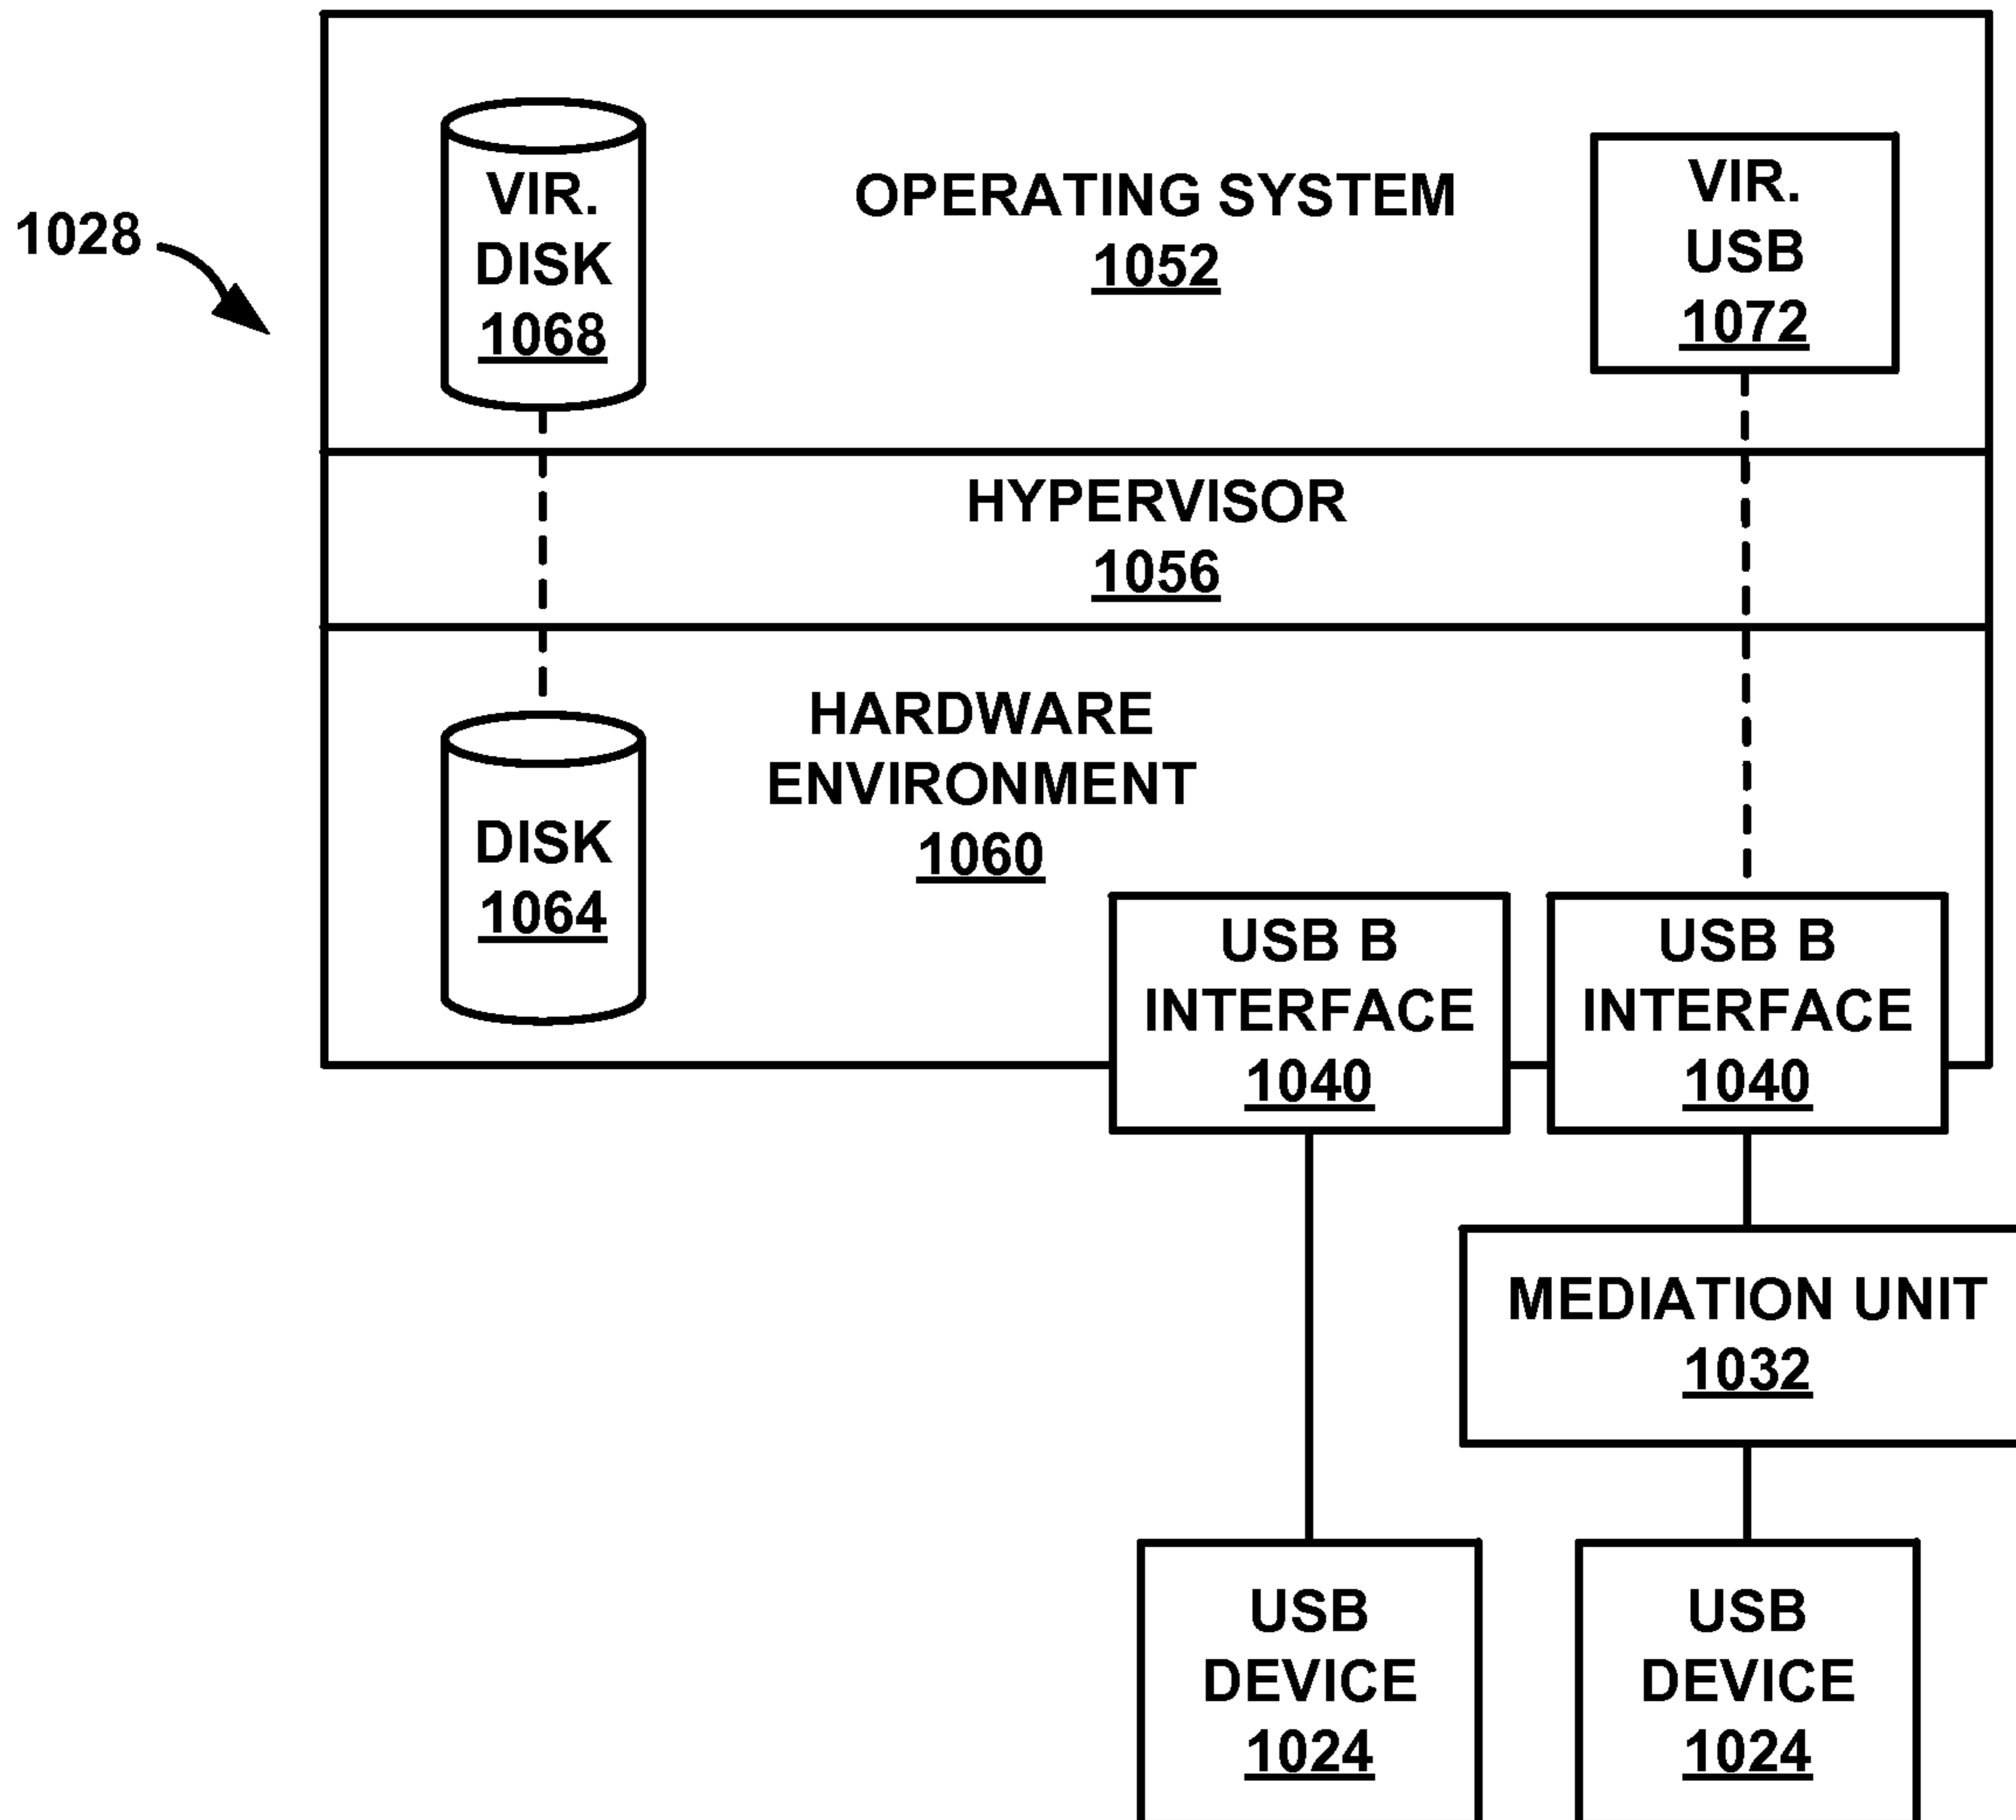 1028
VIR.
DISK
1068
OPERATING SYSTEM
1052
VIR.
USB
1072
HYPERVISOR
1056
HARDWARE
ENVIRONMENT
1060
DISK
1064
USB B
INTERFACE
1040
USB B
INTERFACE
1040
MEDIATION UNIT
1032
USB
DEVICE
1024
USB
DEVICE
1024